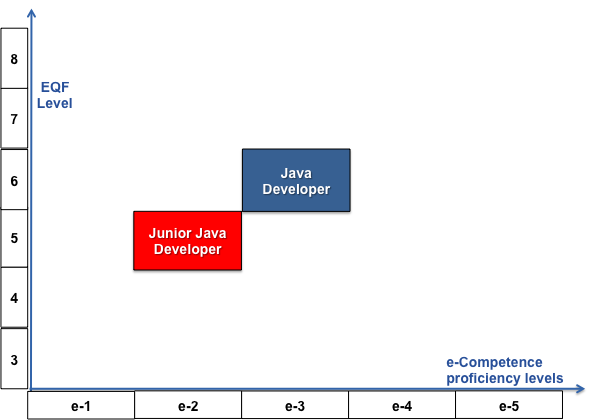 8
EQF
Level
7
6
Java
Developer
5
Junior Java
Developer
4
3
e-Competence
proficiency levels
e-1
e-2
e-3
e-4
e-5